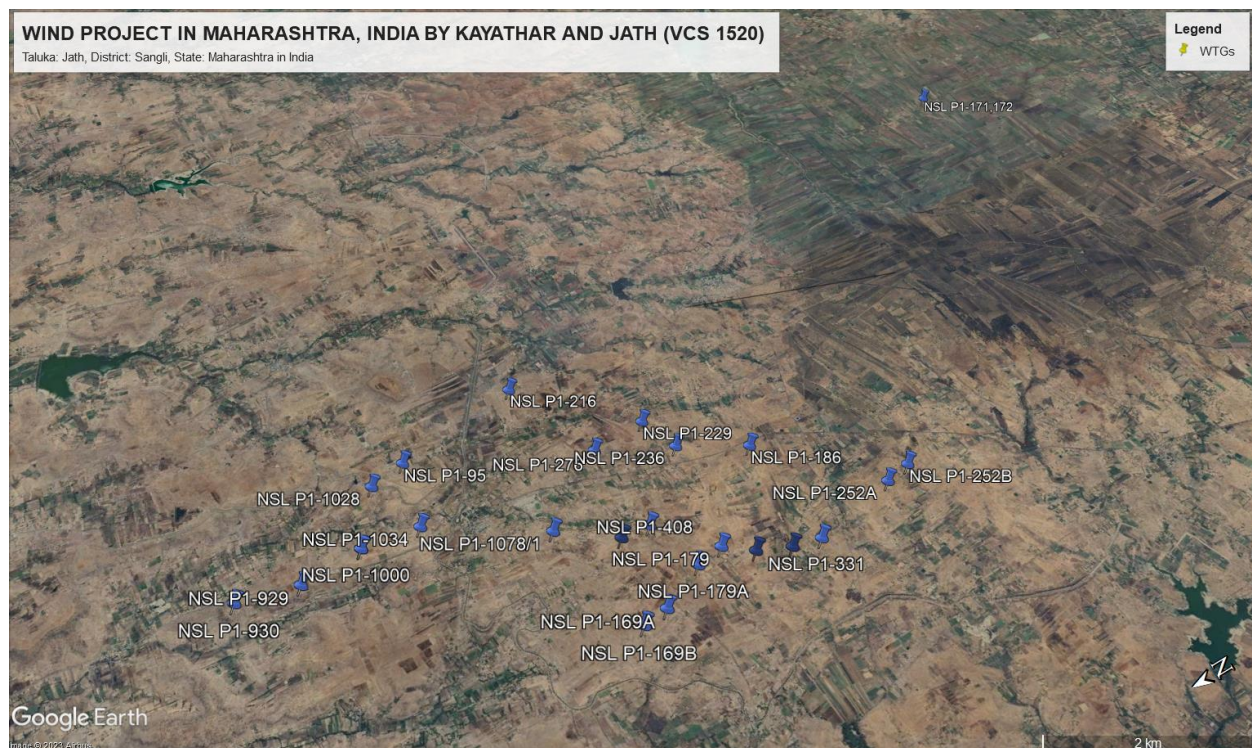 WIND PROJECT IN MAHARASHTRA, INDIA BY KAYATHAR AND JATH (VCS 1520)
Taluka: Jath, District: Sangli, State: Maharashtra in India
Legend
WTGs
NSL P1-171,172
NSL P1-216
NSL P1-229
NSL P1-236
NSL P1-186
NSL P1-95
NSL P1-252B
NSL P1-252A
NSL P1-1028
NSL P1-408
NSL P1-1034
NSL P1-1078/1
NSL P1-179
NSL P1-331
NSL P1-1000
NSL P1-179A
NSL P1-929
NSL P1-169A
NSL P1-930
NSL P1-169B
N
Google Earth
Image © 2023 Airbus
2 km